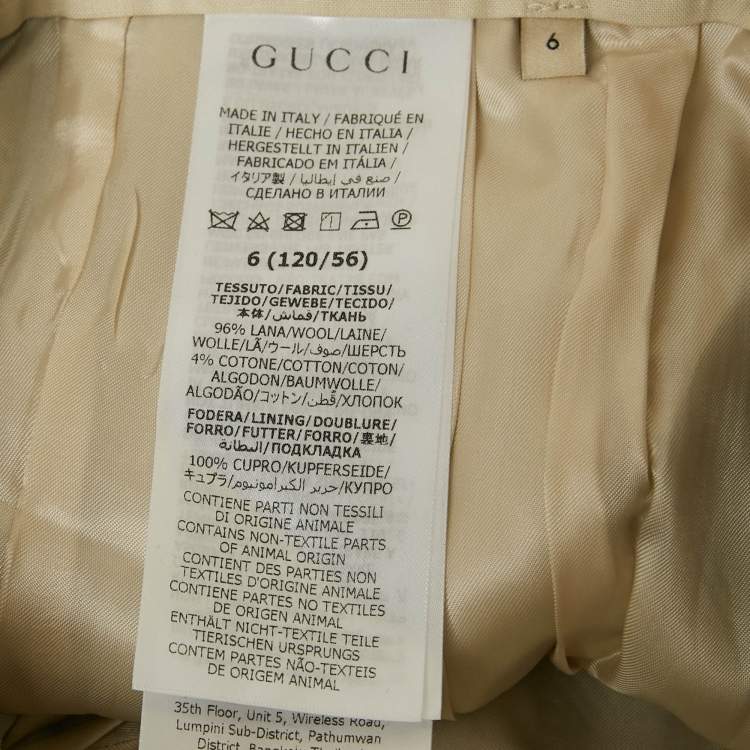 GUCCI
6
MADE IN ITALY / FABRIQUÉ EN
ITALIE / HECHO EN ITALIA /
HERGESTELLT IN ITALIEN /
FABRICADO EM ITÁLIA /
イタリア製 / صنع في إيطاليا /
СДЕЛАНО В ИТАЛИИ
6 (120/56)
TESSUTO/FABRIC/TISSU/
TEJIDO/GEWEBE/TECIDO/
本体/قماش/ТКАНЬ
96% LANA/WOOL/LAINE/
WOLLE/LÃ/ウール/صوف/ШЕРСТЬ
4% COTONE/COTTON/COTON/
ALGODON/BAUMWOLLE/
ALGODÃO/コットン/قطن/ХЛОПОК
FODERA/LINING/DOUBLURE/
FORRO/FUTTER/FORRO/裏地/
البطانة/ПОДКЛАДКА
100% CUPRO/KUPFERSEIDE/
キュプラ/حرير الكبرامونيوم/КУПРО
CONTIENE PARTI NON TESSILI
DI ORIGINE ANIMALE
CONTAINS NON-TEXTILE PARTS
OF ANIMAL ORIGIN
CONTIENT DES PARTIES NON
TEXTILES D'ORIGINE ANIMALE
CONTIENE PARTES NO TEXTILES
DE ORIGEN ANIMAL
ENTHÄLT NICHT-TEXTILE TEILE
TIERISCHEN URSPRUNGS
CONTÉM PARTES NÃO-TEXTEIS
DE ORIGEM ANIMAL
35th Floor, Unit 5, Wireless Road,
Lumpini Sub-District, Pathumwan
District, Bangkok